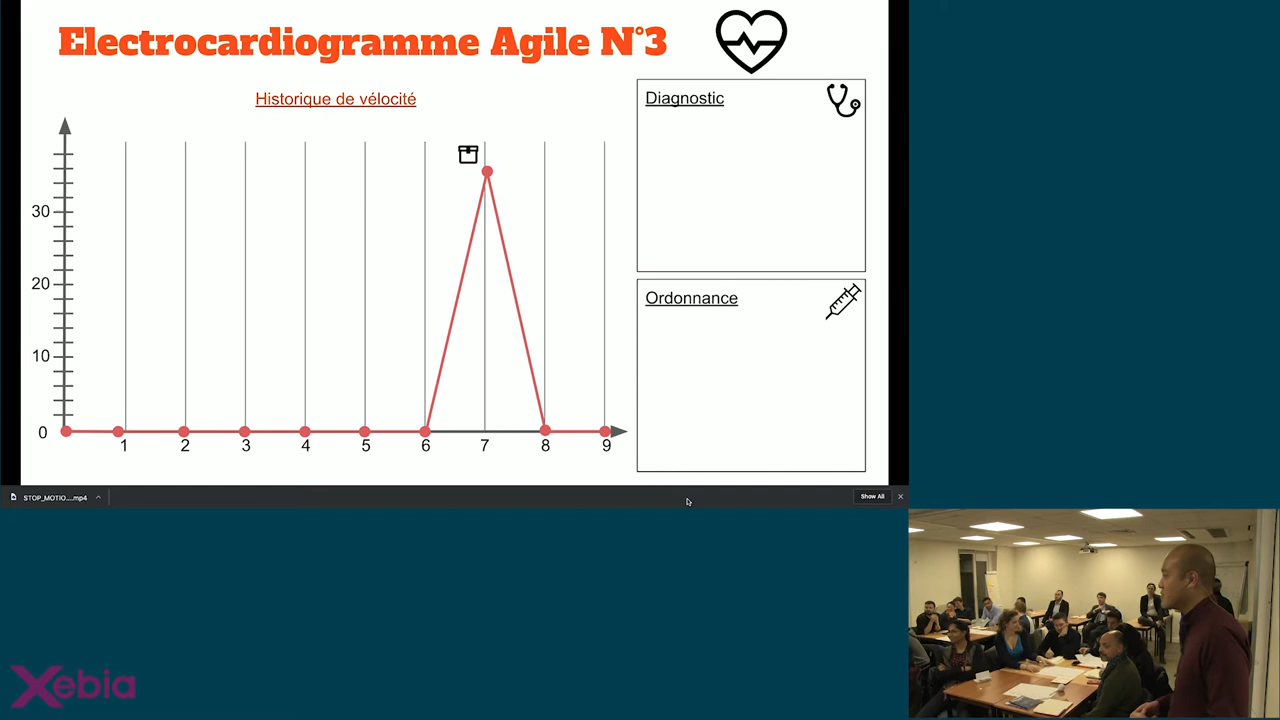 Electrocardiogramme Agile N°3
Historique de vélocité
Diagnostic
30
20
10
0
1 2 3 4 5 6 7 8 9
Ordonnance
STOP_MOTIO....mp4
Show All
Xebia